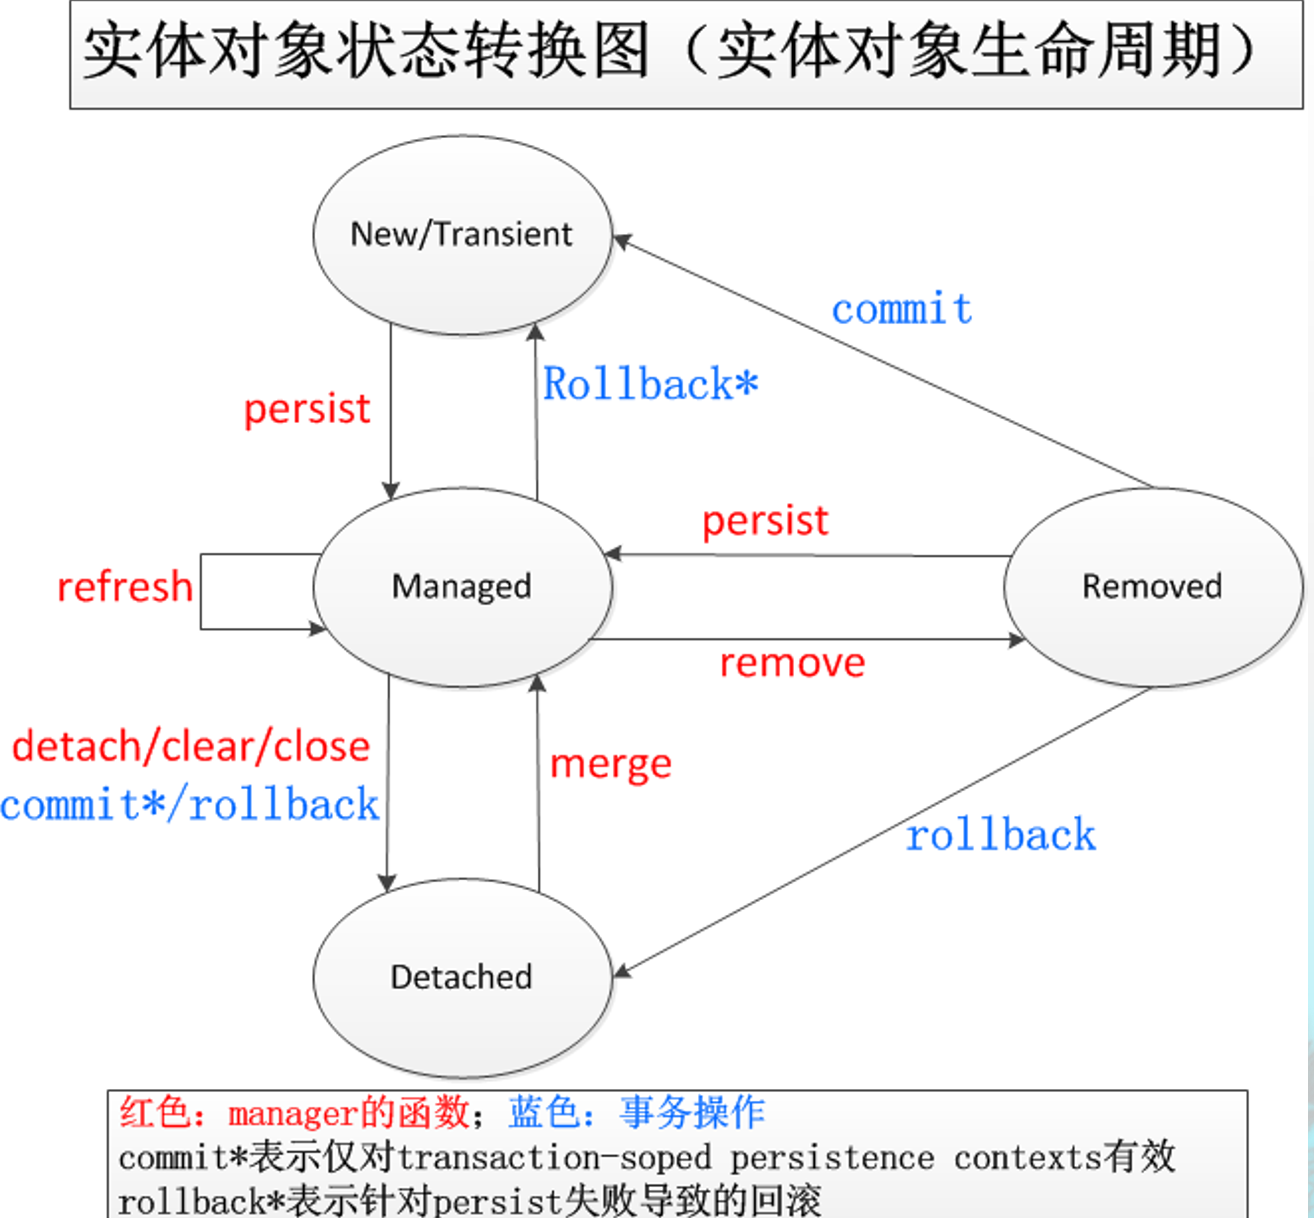 实体对象状态转换图（实体对象生命周期）
New/Transient
commit
Rollback*
persist
persist
refresh
Managed
Removed
remove
detach/clear/close
merge
commit*/rollback
rollback
Detached
红色：manager的函数；蓝色：事务操作
commit*表示仅对transaction-soped persistence contexts有效
rollback*表示针对persist失败导致的回滚